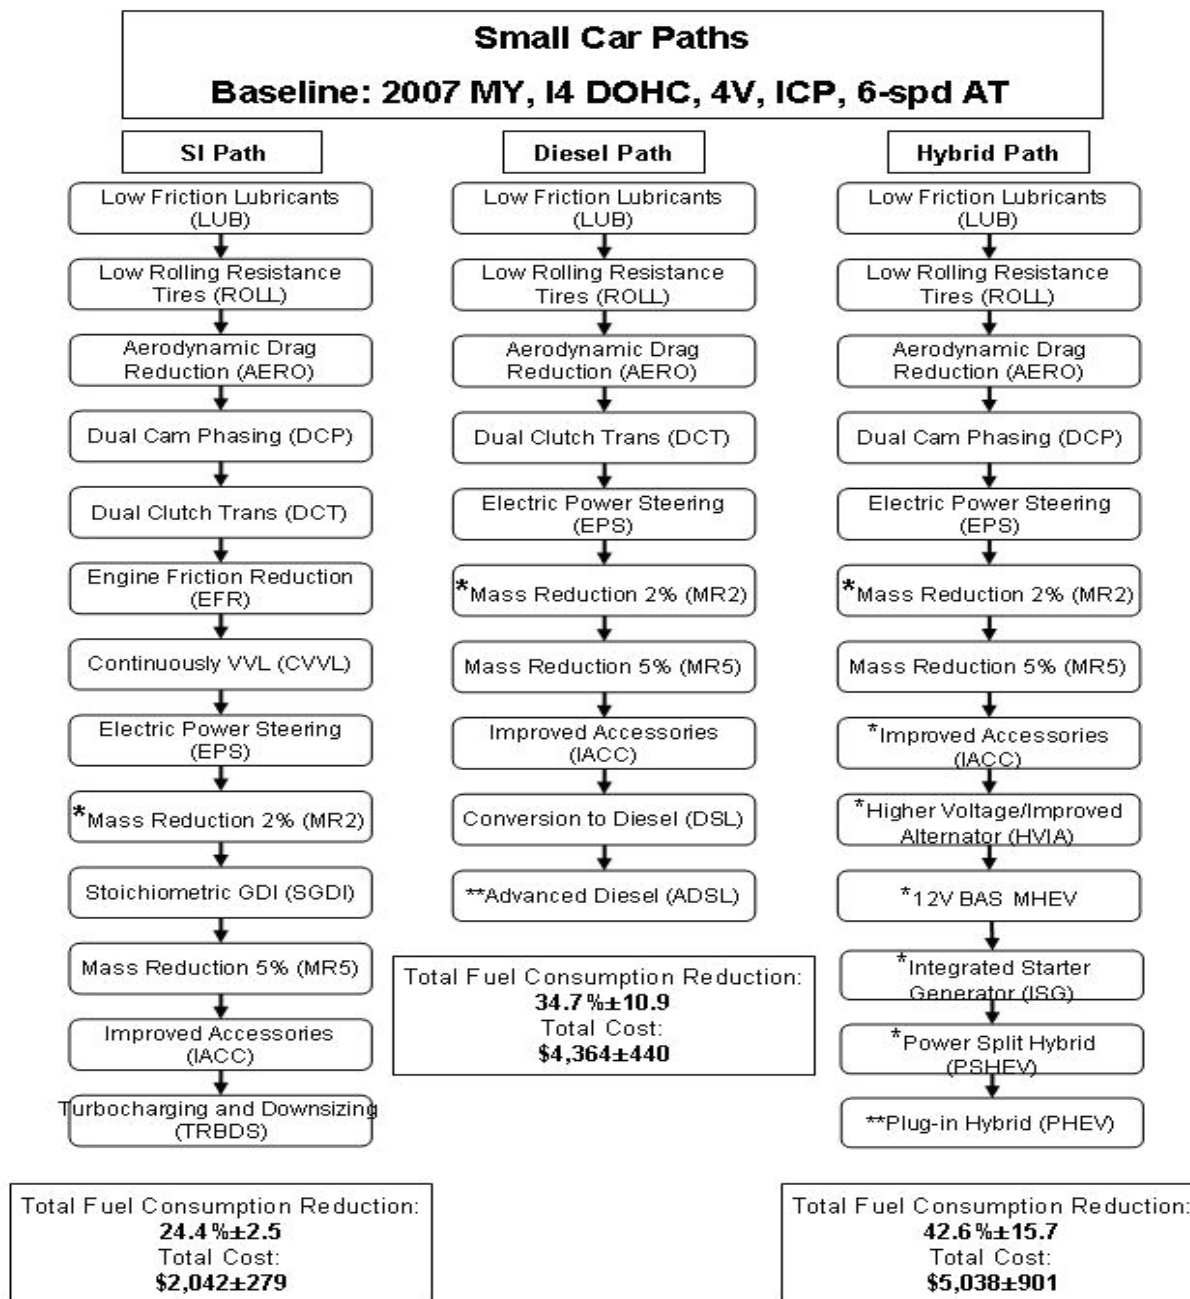 Small Car Paths
Baseline: 2007 MY, I4 DOHC, 4V, ICP, 6-spd AT
SI Path
Low Friction Lubricants
(LUB)
Low Rolling Resistance
Tires (ROLL)
Aerodynamic Drag
Reduction (AERO)
Dual Cam Phasing (DCP)
Dual Clutch Trans (DCT)
Engine Friction Reduction
(EFR)
Continuously VVL (CVVL)
Electric Power Steering
(EPS)
*Mass Reduction 2% (MR2)
Stoichiometric GDI (SGDI)
Mass Reduction 5% (MR5)
Improved Accessories
(IACC)
Turbocharging and Downsizing
(TRBDS)
Total Fuel Consumption Reduction:
24.4%±2.5
Total Cost:
$2,042±279
Diesel Path
Low Friction Lubricants
(LUB)
Low Rolling Resistance
Tires (ROLL)
Aerodynamic Drag
Reduction (AERO)
Dual Clutch Trans (DCT)
Electric Power Steering
(EPS)
*Mass Reduction 2% (MR2)
Mass Reduction 5% (MR5)
Improved Accessories
(IACC)
Conversion to Diesel (DSL)
**Advanced Diesel (ADSL)
Total Fuel Consumption Reduction:
34.7%±10.9
Total Cost:
$4,364±440
Hybrid Path
Low Friction Lubricants
(LUB)
Low Rolling Resistance
Tires (ROLL)
Aerodynamic Drag
Reduction (AERO)
Dual Cam Phasing (DCP)
Electric Power Steering
(EPS)
*Mass Reduction 2% (MR2)
Mass Reduction 5% (MR5)
*Improved Accessories
(IACC)
*Higher Voltage/Improved
Alternator (HVIA)
*12V BAS MHEV
*Integrated Starter
Generator (ISG)
*Power Split Hybrid
(PSHEV)
**Plug-in Hybrid (PHEV)
Total Fuel Consumption Reduction:
42.6%±15.7
Total Cost:
$5,038±901